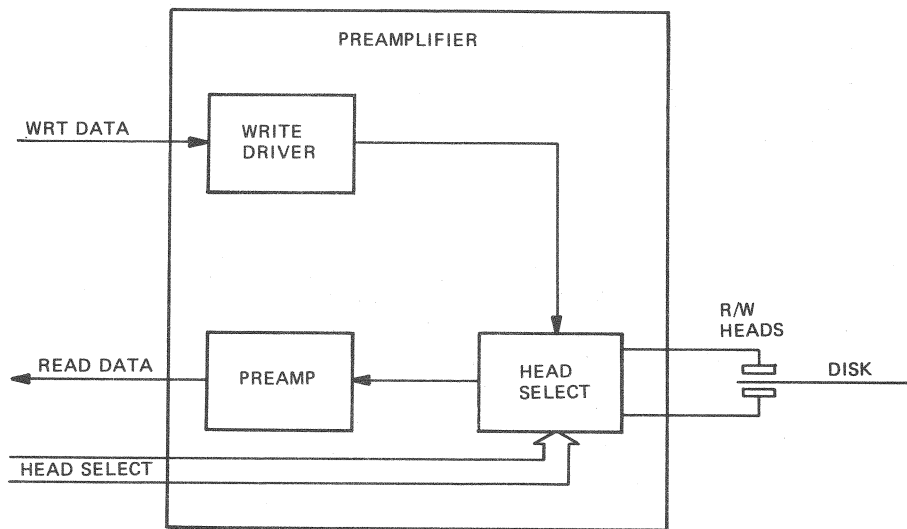 PREAMPLIFIER
WRT DATA
WRITE
DRIVER
R/W
HEADS
READ DATA
PREAMP
HEAD
SELECT
DISK
HEAD SELECT